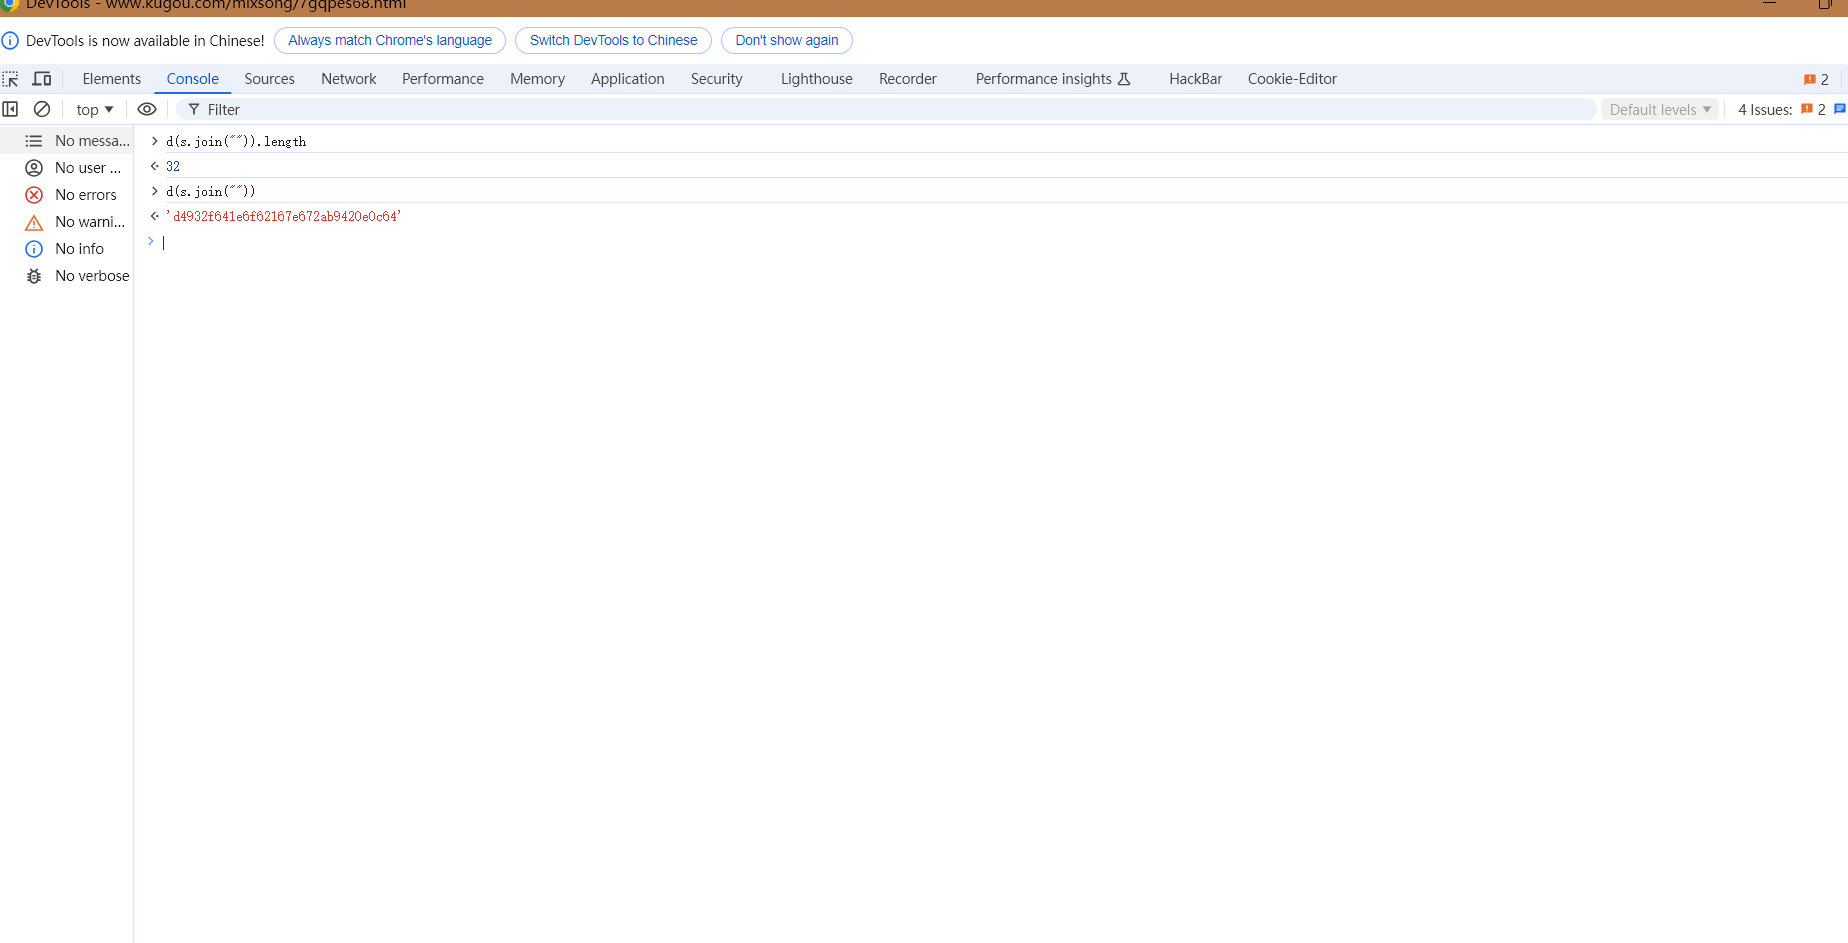 DevTools - www.kugou.com/mixsong/7gqpes68.html
DevTools is now available in Chinese! Always match Chrome's language Switch DevTools to Chinese Don't show again
Elements Console Sources Network Performance Memory Application Security Lighthouse Recorder Performance insights HackBar Cookie-Editor 2
top Filter Default levels 4 Issues: 2
No messa...
No user ...
No errors
No warni...
No info
No verbose
d(s.join("")).length
32
d(s.join(""))
'd4932f641e6f62167e672ab9420e0c64'